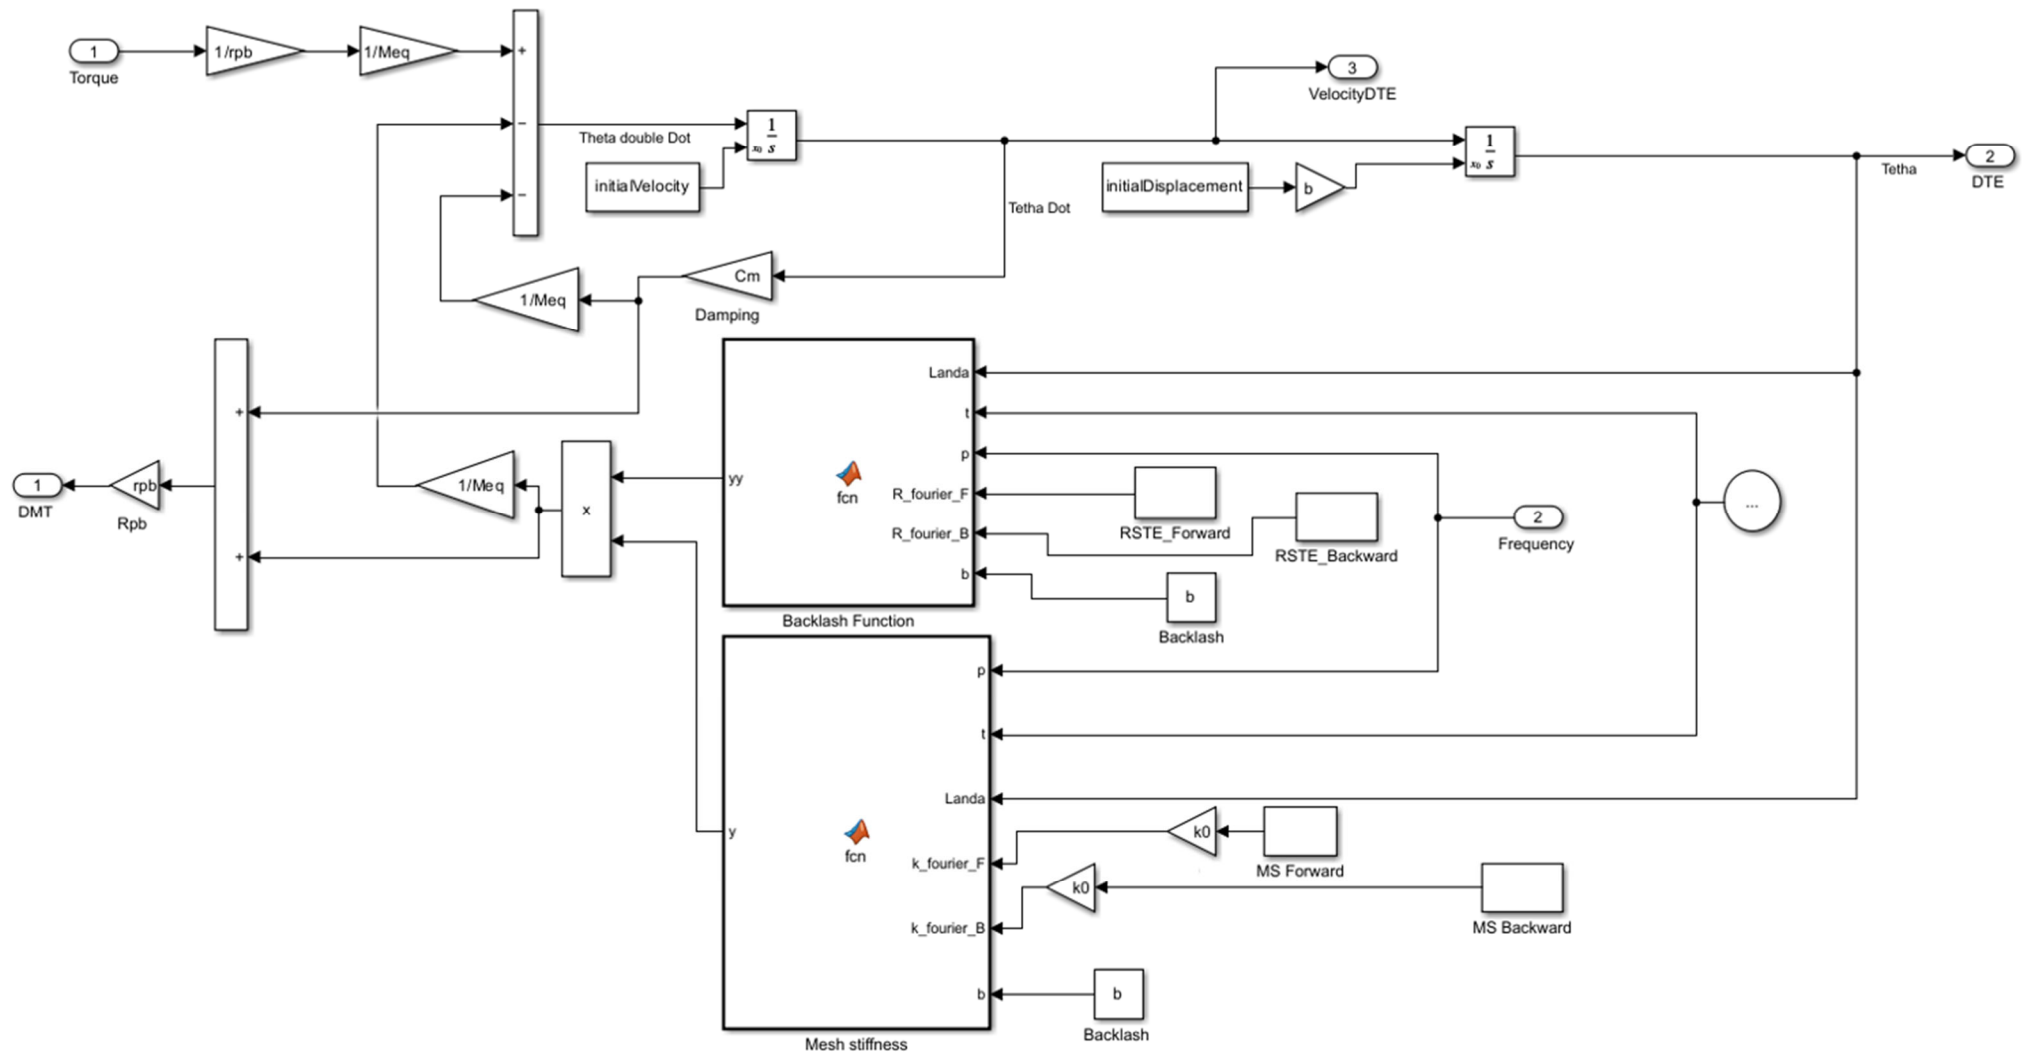 1
Torque
1/rpb
1/Meq
+
−
−
Theta double Dot
initialVelocity
1
x₀ s
3
VelocityDTE
initialDisplacement
b
1
x₀ s
Tetha
2
DTE
Tetha Dot
1/Meq
Cm
Damping
+
+
rpb
Rpb
1
DMT
1/Meq
x
Landa
t
p
R_fourier_F
R_fourier_B
b
yy
fcn
Backlash Function
RSTE_Forward
RSTE_Backward
b
Backlash
2
Frequency
...
p
t
Landa
k_fourier_F
k_fourier_B
b
y
fcn
Mesh stiffness
k0
MS Forward
k0
MS Backward
b
Backlash